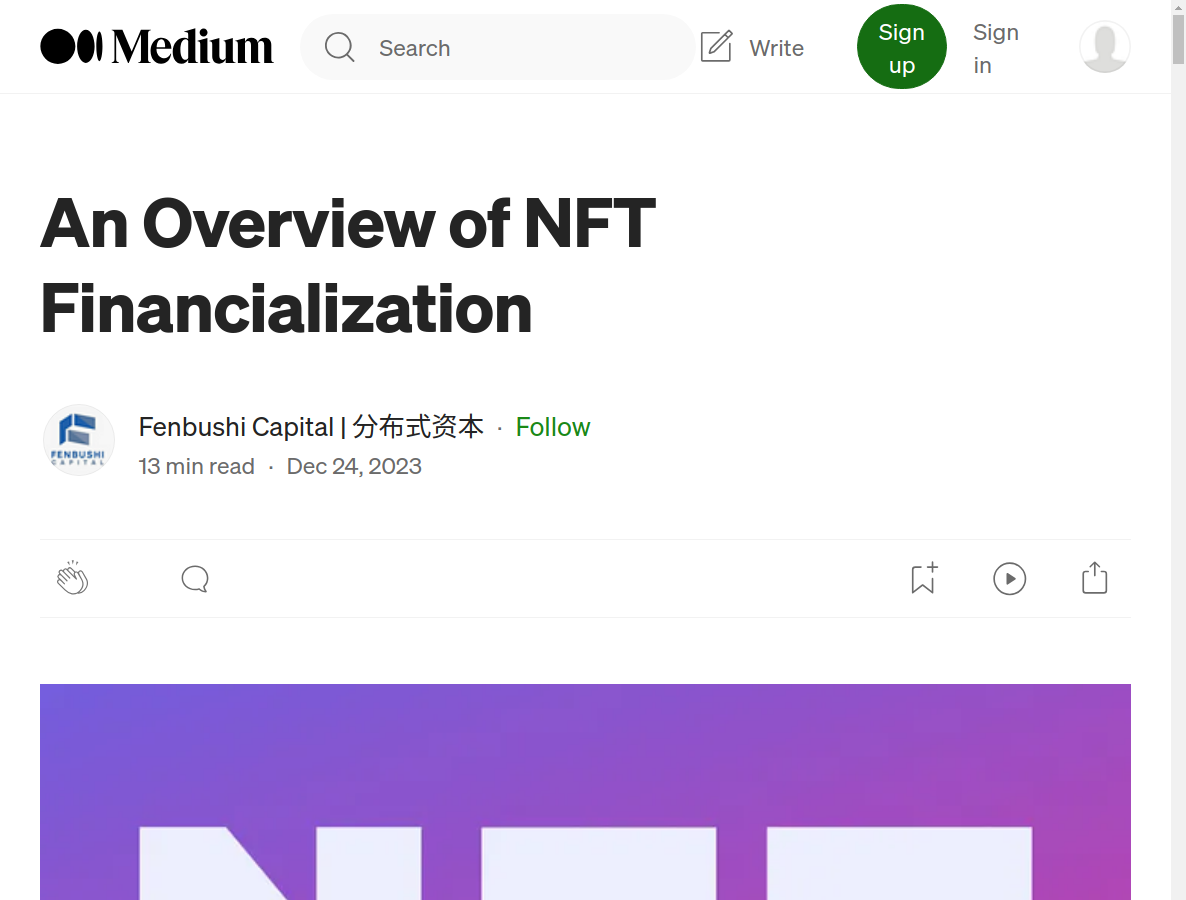 Medium
Search
Write
Sign up
Sign in
An Overview of NFT
Financialization
FENBUSHI
CAPITAL
Fenbushi Capital | 分布式资本 · Follow
13 min read · Dec 24, 2023
NFT